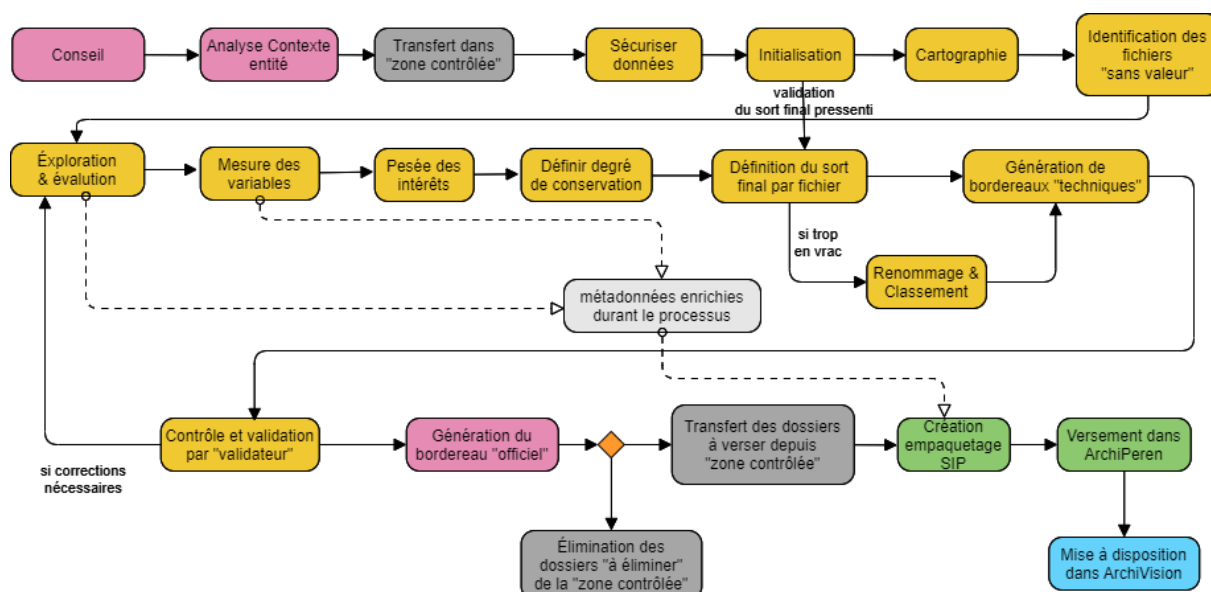 Conseil
Analyse Contexte
entité
Transfert dans
"zone contrôlée"
Sécuriser
données
Initialisation
Cartographie
Identification des
fichiers
"sans valeur"
validation
du sort final pressenti
Éxploration
& évalution
Mesure des
variables
Pesée des
intérêts
Définir degré
de conservation
Définition du sort
final par fichier
Génération de
bordereaux "techniques"
si trop
en vrac
Renommage &
Classement
métadonnées enrichies
durant le processus
Contrôle et validation
par "validateur"
Génération du
bordereau "officiel"
Transfert des dossiers
à verser depuis
"zone contrôlée"
Création
empaquetage
SIP
Versement dans
ArchiPeren
si corrections
nécessaires
Élimination des
dossiers "à éliminer"
de la "zone contrôlée"
Mise à disposition
dans ArchiVision